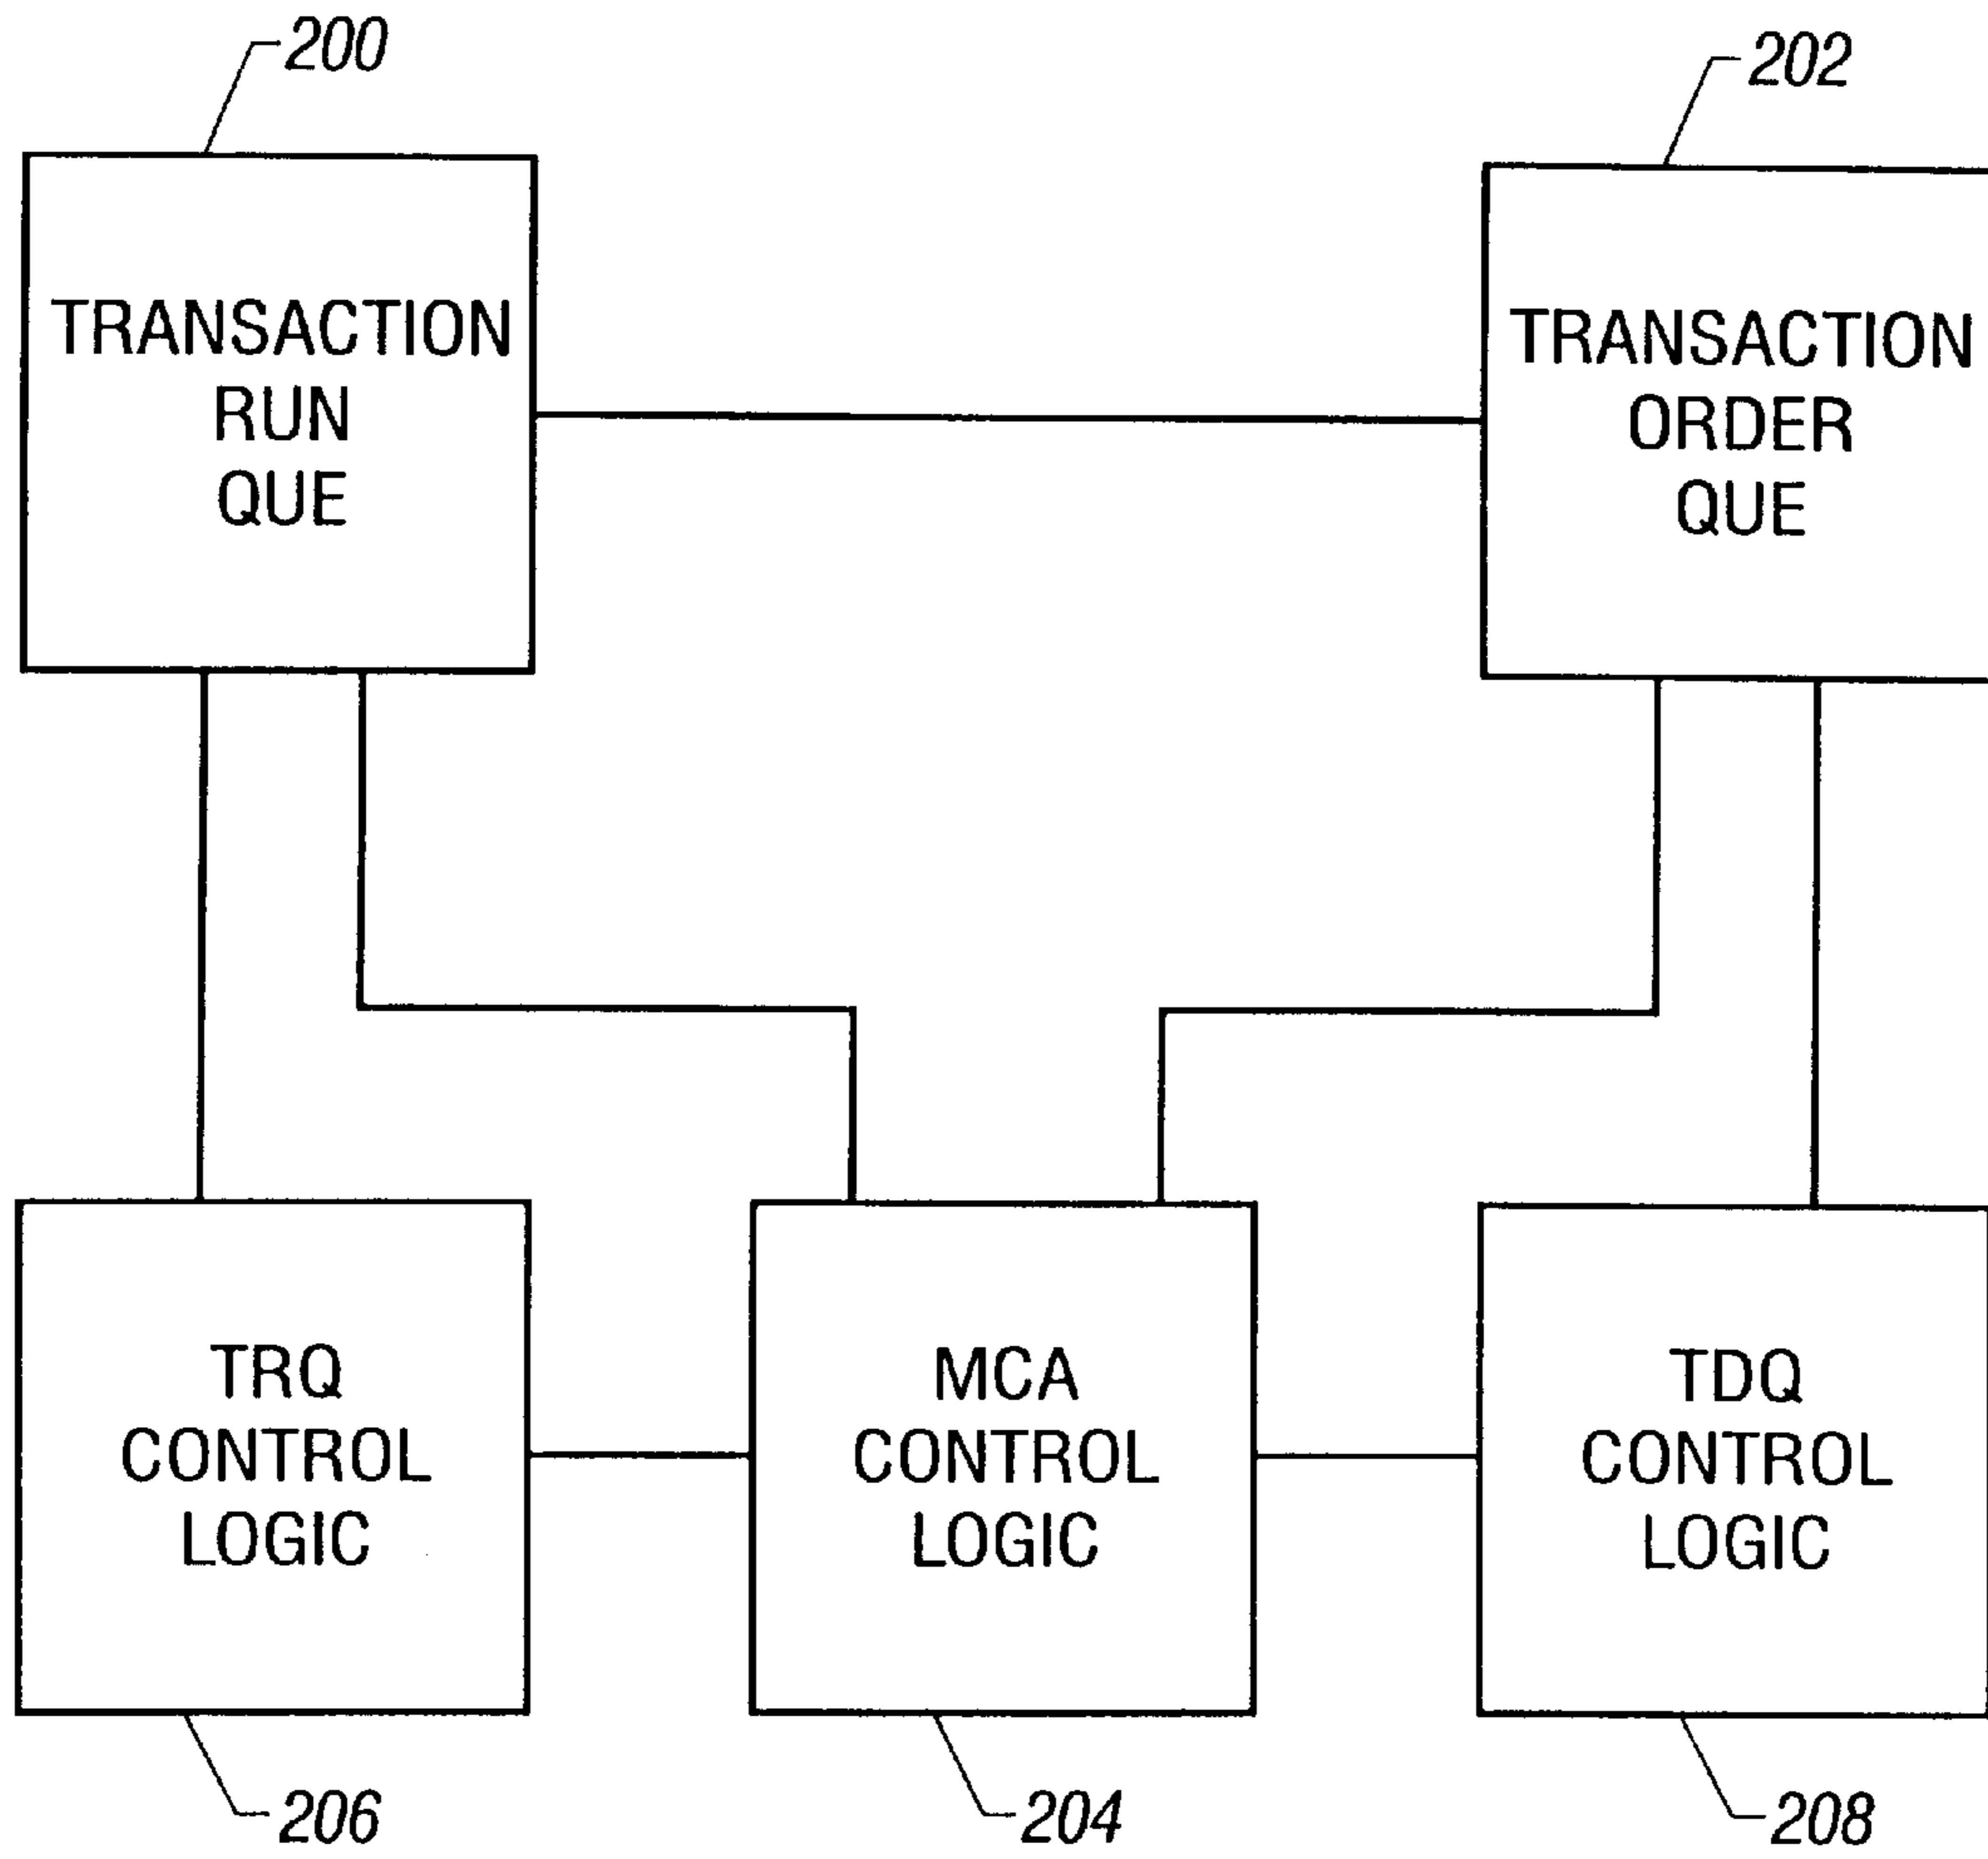 200
202
TRANSACTION
RUN
QUE
TRANSACTION
ORDER
QUE
TRQ
CONTROL
LOGIC
MCA
CONTROL
LOGIC
TDQ
CONTROL
LOGIC
206
204
208